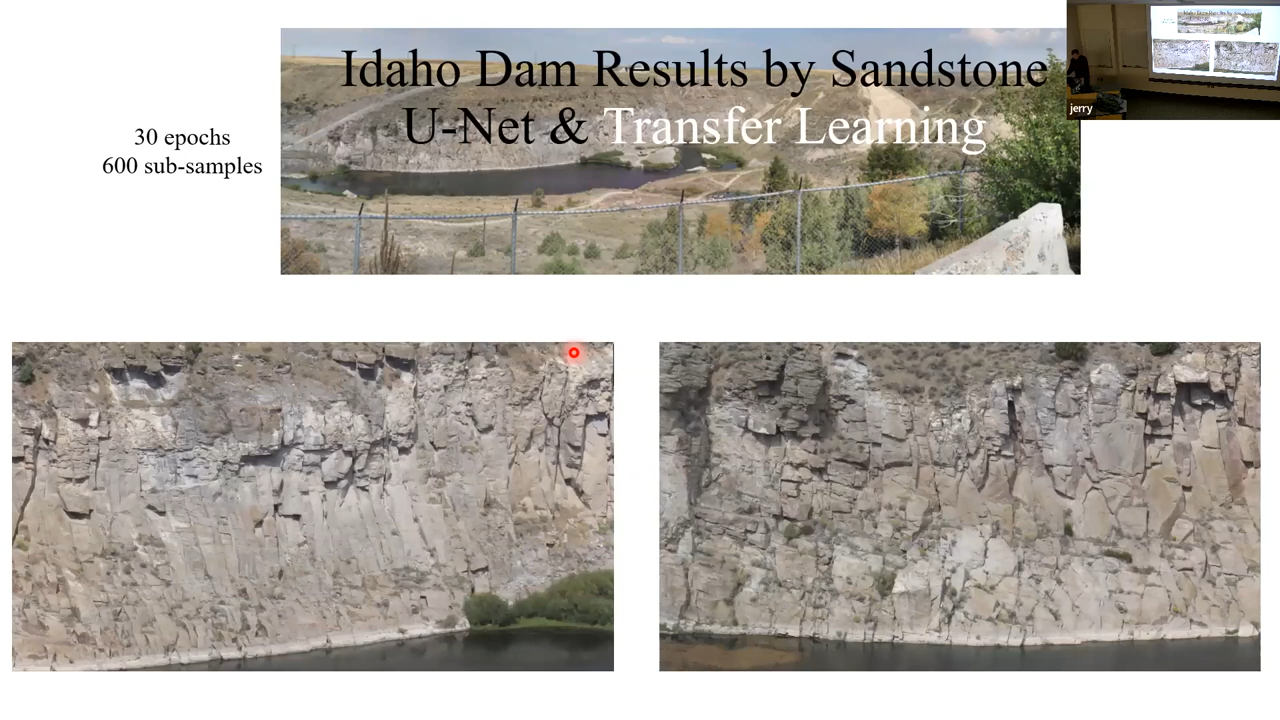 Idaho Dam Results by Sandstone
U-Net & Transfer Learning
30 epochs
600 sub-samples
jerry